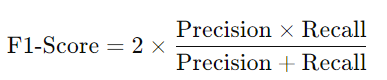 F1-Score = 2 × Precision × Recall / Precision + Recall